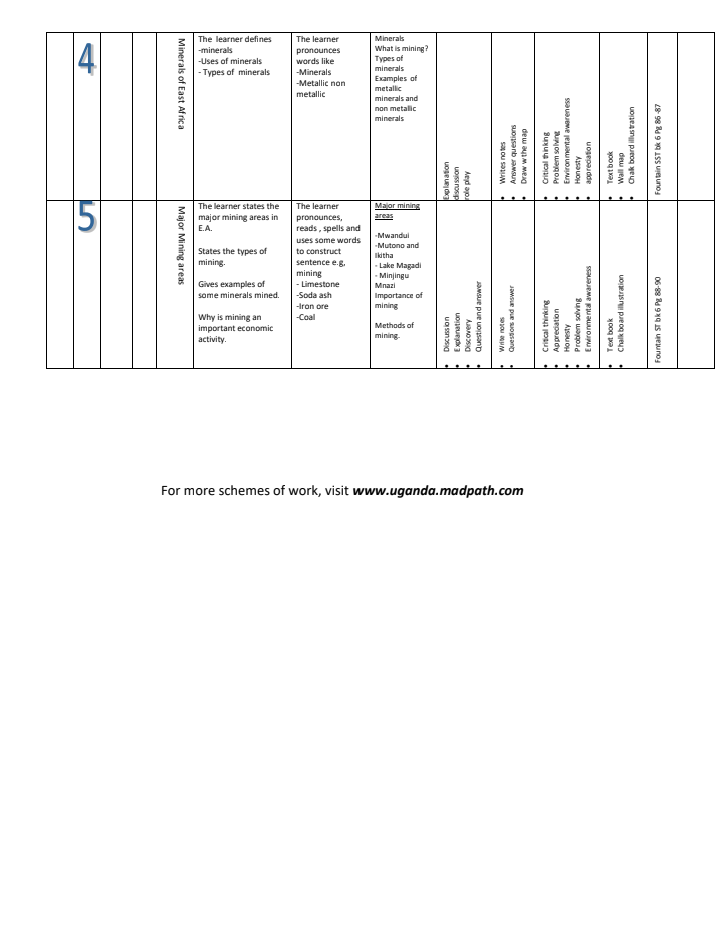 4
Minerals of East Africa
The learner defines
-minerals
-Uses of minerals
- Types of minerals
The learner
pronounces
words like
-Minerals
-Metallic non
metallic
Minerals
What is mining?
Types of
minerals
Examples of
metallic
minerals and
non metallic
minerals
Explanation
discussion
role play
• Writes notes
• Answer questions
• Draw w the map
• Critical thinking
• Problem solving
• Environmental awareness
• Honesty
• appreciation
• Text book
• Wall map
• Chalk board illustration
Fountain SST bk 6 Pg 86 -87
5
Major Mining areas
The learner states the
major mining areas in
E.A.
States the types of
mining.
Gives examples of
some minerals mined.
Why is mining an
important economic
activity.
The learner
pronounces,
reads , spells and
uses some words
to construct
sentence e.g,
mining
- Limestone
-Soda ash
-Iron ore
-Coal
Major mining
areas
-Mwandui
-Mutono and
Ikitha
- Lake Magadi
- Minjingu
Mnazi
Importance of
mining
Methods of
mining.
• Discussion
• Explanation
• Discovery
• Question and answer
• Write notes
• Questions and answer
• Critical thinking
• Appreciation
• Honesty
• Problem solving
• Environmental awareness
• Text book
• Chalk board illustration
Fountain ST bk 6 Pg 88-90
For more schemes of work, visit www.uganda.madpath.com